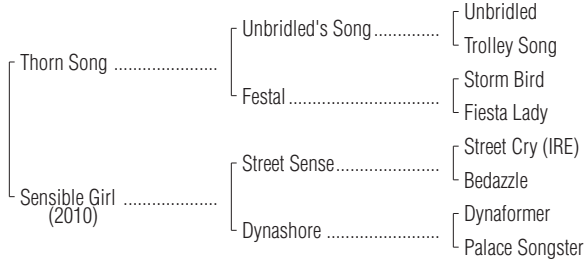 Unbridled
Unbridled's Song..............
Trolley Song
Thorn Song .......................
Storm Bird
Festal.................................
Fiesta Lady
Street Cry (IRE)
Street Sense.......................
Bedazzle
Sensible Girl .....................
(2010)
Dynaformer
Dynashore .........................
Palace Songster